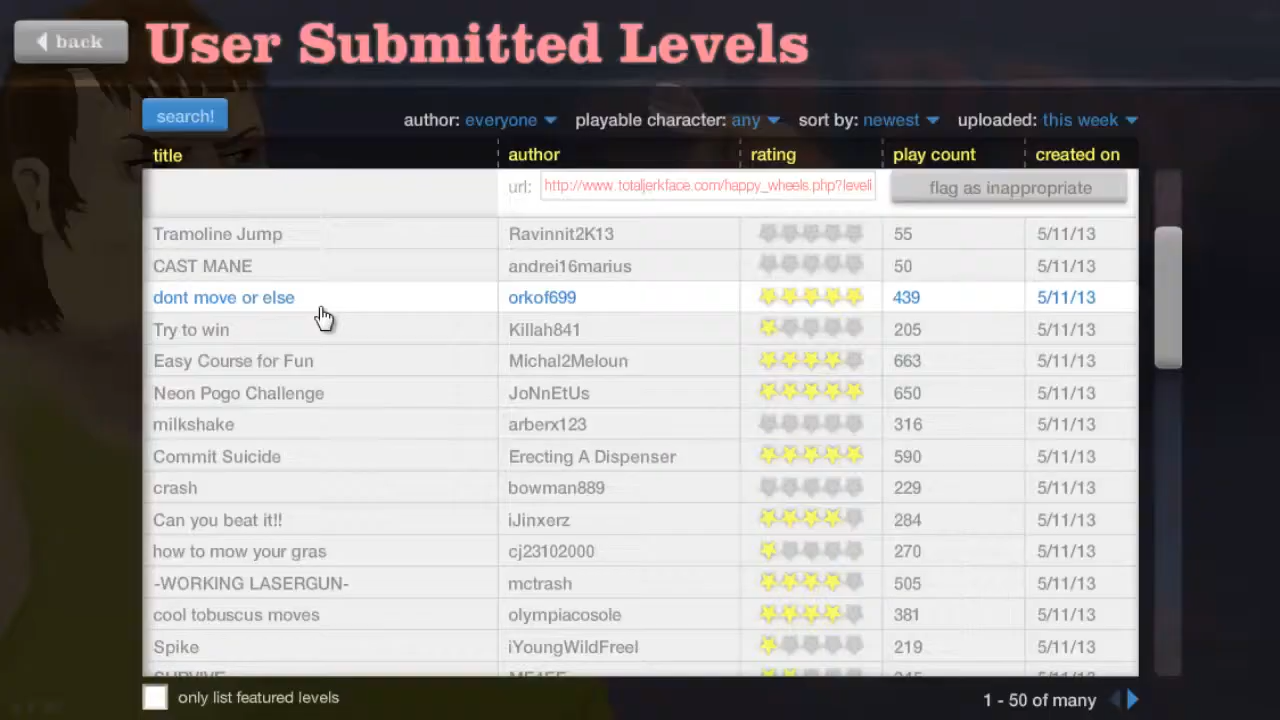 back
User Submitted Levels
search!
author: everyone playable character: any sort by: newest uploaded: this week
title author rating play count created on
url: http://www.totaljerkface.com/happy_wheels.php?leveli flag as inappropriate
Tramoline Jump Ravinnit2K13 55 5/11/13
CAST MANE andrei16marius 50 5/11/13
dont move or else orkof699 439 5/11/13
Try to win Killah841 205 5/11/13
Easy Course for Fun Michal2Meloun 663 5/11/13
Neon Pogo Challenge JoNnEtUs 650 5/11/13
milkshake arberx123 316 5/11/13
Commit Suicide Erecting A Dispenser 590 5/11/13
crash bowman889 229 5/11/13
Can you beat it!! iJinxerz 284 5/11/13
how to mow your gras cj23102000 270 5/11/13
-WORKING LASERGUN- mctrash 505 5/11/13
cool tobuscus moves olympiacosole 381 5/11/13
Spike iYoungWildFreel 219 5/11/13
only list featured levels
1 - 50 of many